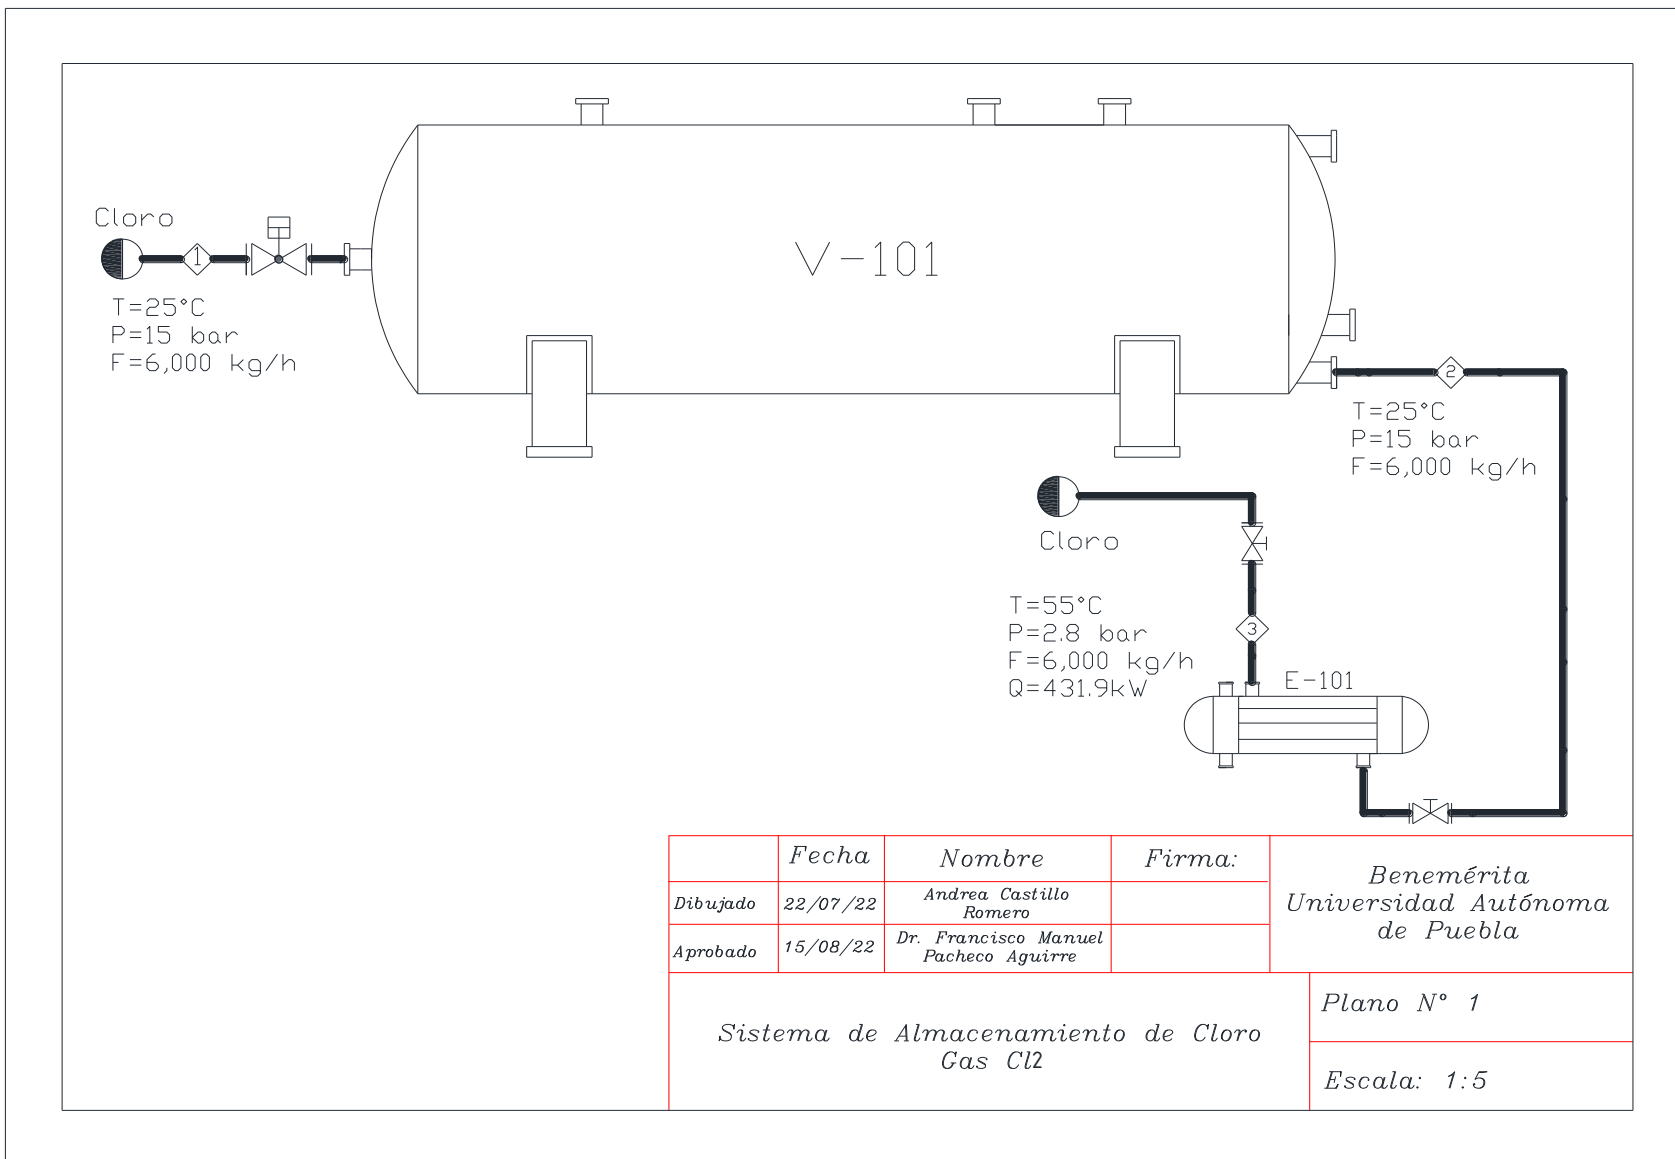 Cloro
1
T=25°C
P=15 bar
F=6,000 kg/h
V-101
2
T=25°C
P=15 bar
F=6,000 kg/h
Cloro
T=55°C
P=2.8 bar
F=6,000 kg/h
Q=431.9kW
3
E-101
Fecha
Nombre
Firma:
Dibujado
22/07/22
Andrea Castillo
Romero
Aprobado
15/08/22
Dr. Francisco Manuel
Pacheco Aguirre
Benemérita
Universidad Autónoma
de Puebla
Sistema de Almacenamiento de Cloro
Gas Cl2
Plano N° 1
Escala: 1:5